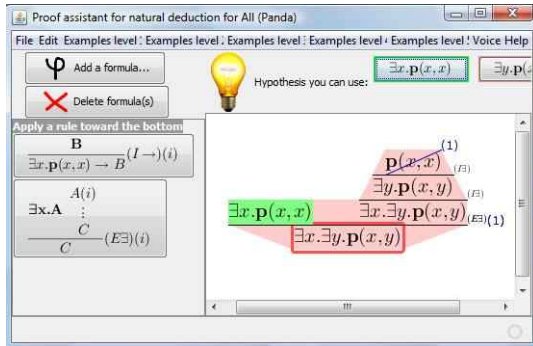 Proof assistant for natural deduction for All (Panda)
File Edit Examples level Examples level Examples level Examples level Examples level Voice Help
Add a formula...
Delete formula(s)
Hypothesis you can use: ∃x.p(x,x) ∃y.p(
Apply a rule toward the bottom
B
∃x.p(x,x) → B (I →)(i)
A(i)
∃x.A ⋮
C
C (E∃)(i)
p(x,x) (1)
(I∃)
∃y.p(x,y)
(I∃)
∃x.p(x,x) ∃x.∃y.p(x,y) (E∃)(1)
∃x.∃y.p(x,y)